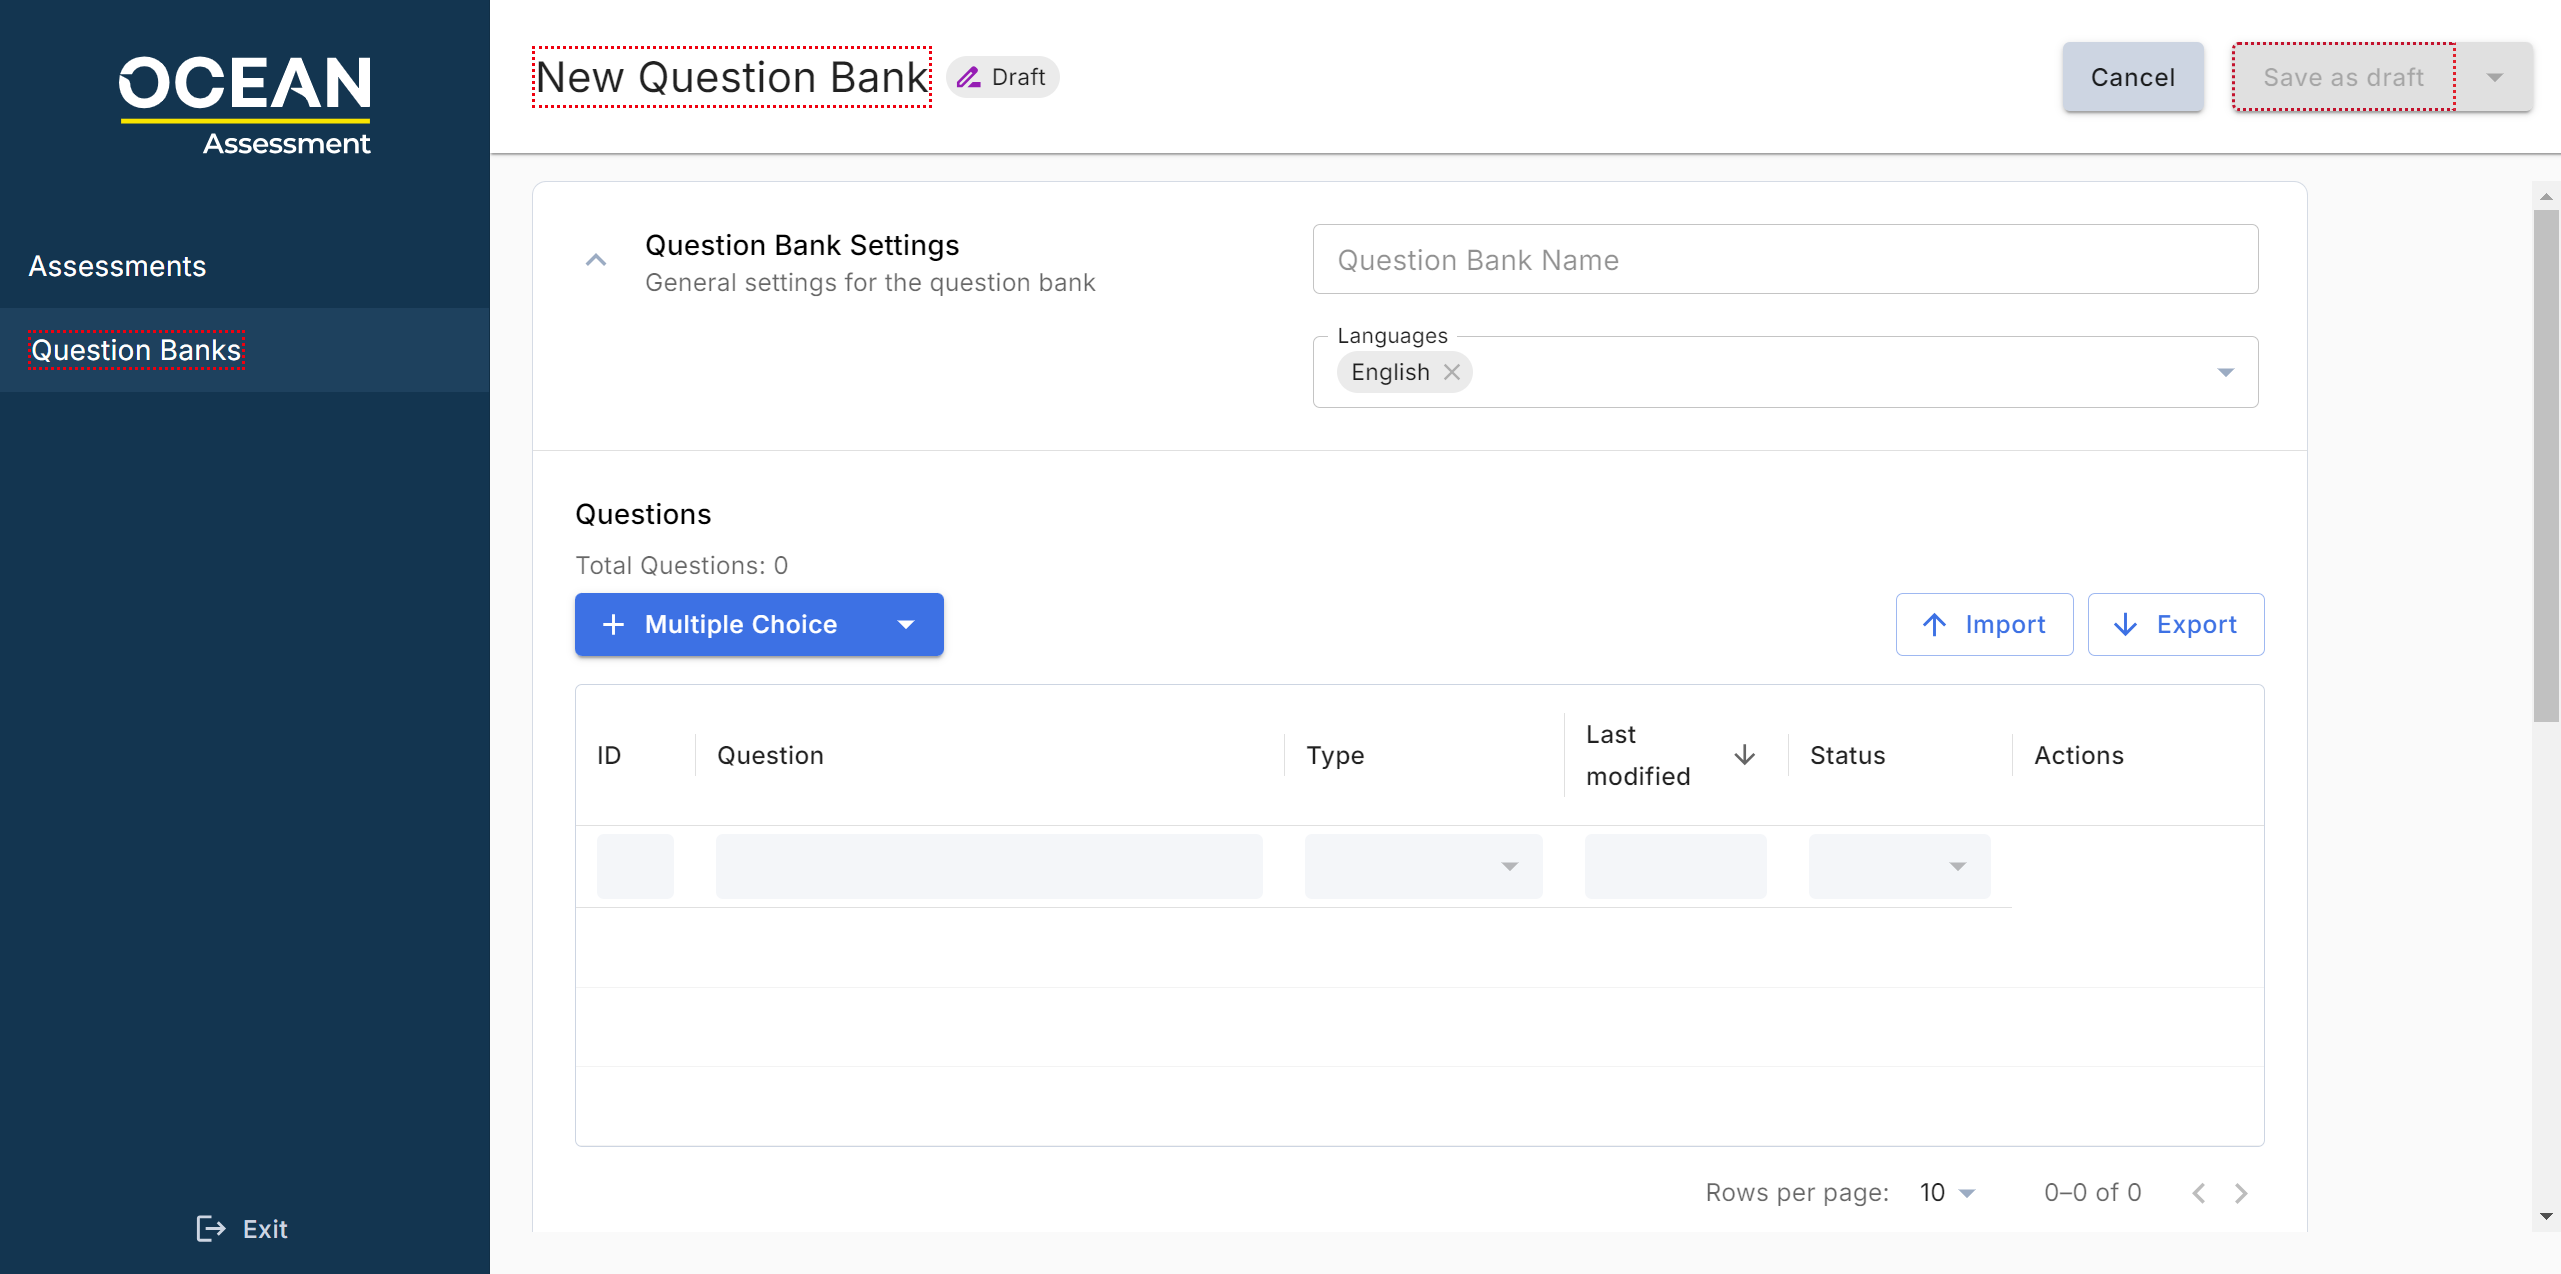 OCEAN
Assessment
Assessments
Question Banks
Exit
New Question Bank
Draft
Cancel
Save as draft
Question Bank Settings
General settings for the question bank
Question Bank Name
Languages
English
Questions
Total Questions: 0
Multiple Choice
Import
Export
ID
Question
Type
Last
modified
Status
Actions
Rows per page: 10
0–0 of 0